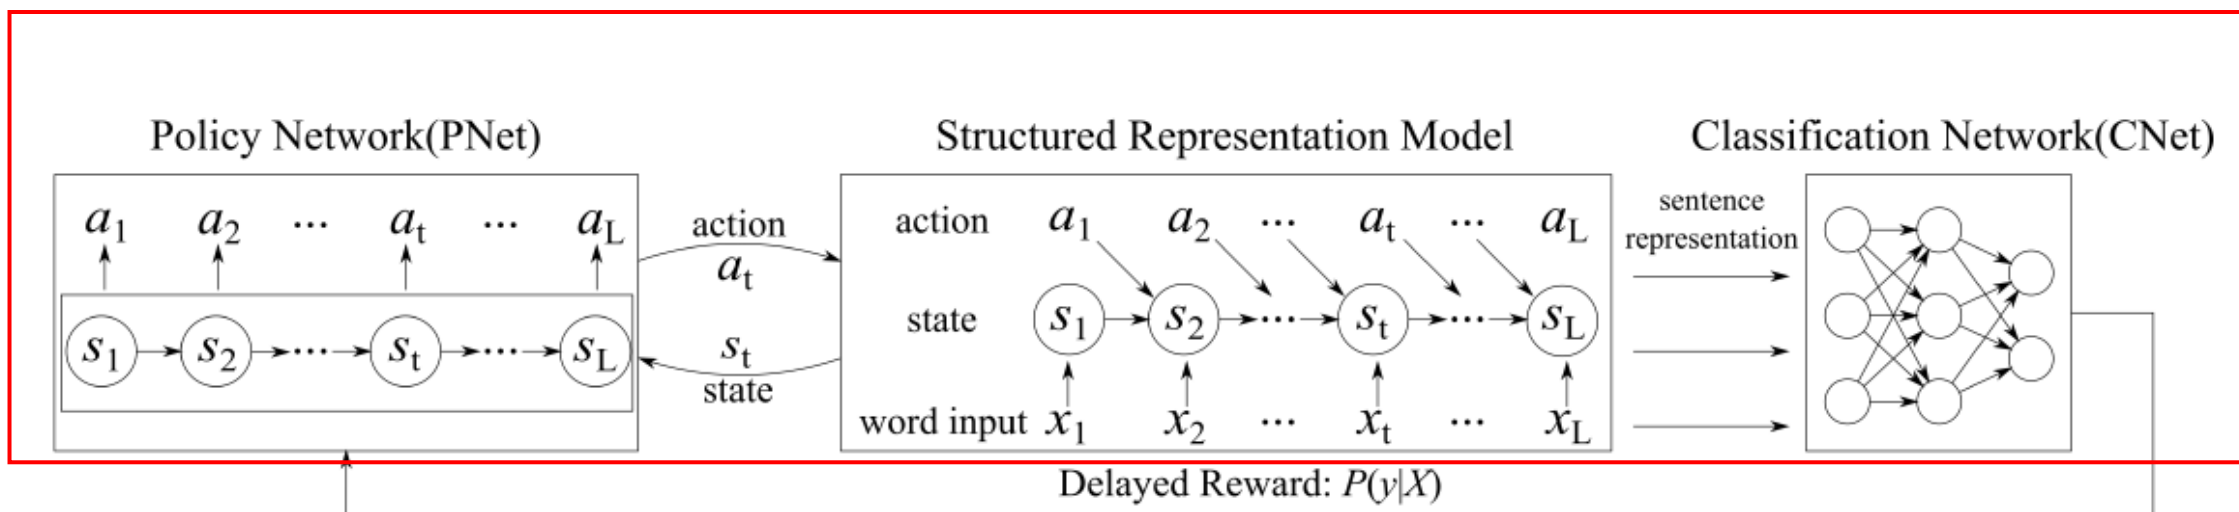 Policy Network(PNet)
a1 a2 ... at ... aL
s1 s2 ... st ... sL
action
at
st
state
Structured Representation Model
action a1 a2 ... at ... aL
state s1 s2 ... st ... sL
word input x1 x2 ... xt ... xL
sentence
representation
Classification Network(CNet)
Delayed Reward: P(y|X)